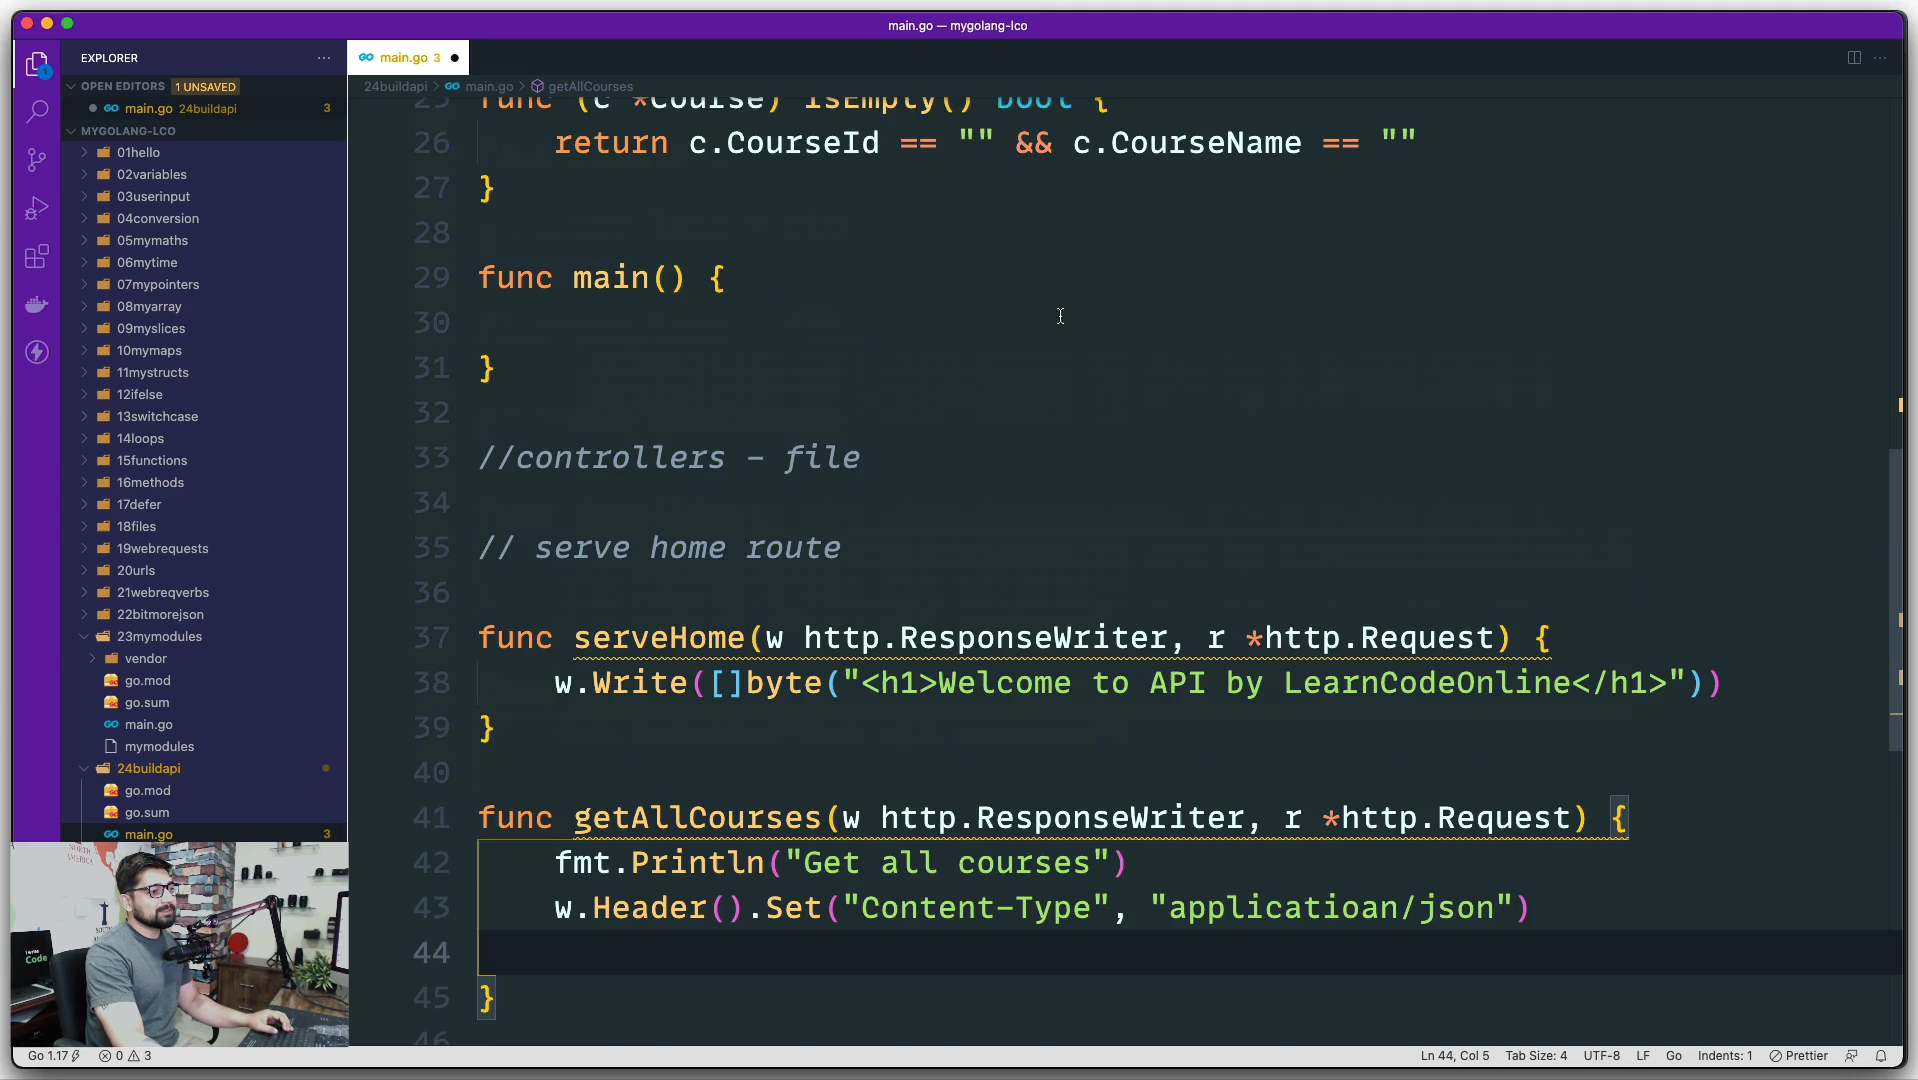 main.go — mygolang-lco
EXPLORER
main.go 3
OPEN EDITORS 1 UNSAVED
24buildapi > main.go > getAllCourses
main.go 24buildapi 3
MYGOLANG-LCO
01hello
02variables
03userinput
04conversion
05mymaths
06mytime
07mypointers
08myarray
09myslices
10mymaps
11mystructs
12ifelse
13switchcase
14loops
15functions
16methods
17defer
18files
19webrequests
20urls
21webreqverbs
22bitmorejson
23mymodules
vendor
go.mod
go.sum
main.go
mymodules
24buildapi
go.mod
go.sum
main.go 3
25 func (c *Course) IsEmpty() bool {
26 return c.CourseId == "" && c.CourseName == ""
27 }
28
29 func main() {
30
31 }
32
33 //controllers - file
34
35 // serve home route
36
37 func serveHome(w http.ResponseWriter, r *http.Request) {
38 w.Write([]byte("<h1>Welcome to API by LearnCodeOnline</h1>"))
39 }
40
41 func getAllCourses(w http.ResponseWriter, r *http.Request) {
42 fmt.Println("Get all courses")
43 w.Header().Set("Content-Type", "applicatioan/json")
44
45 }
46
Go 1.17 0 3
Ln 44, Col 5 Tab Size: 4 UTF-8 LF Go Indents: 1 Prettier